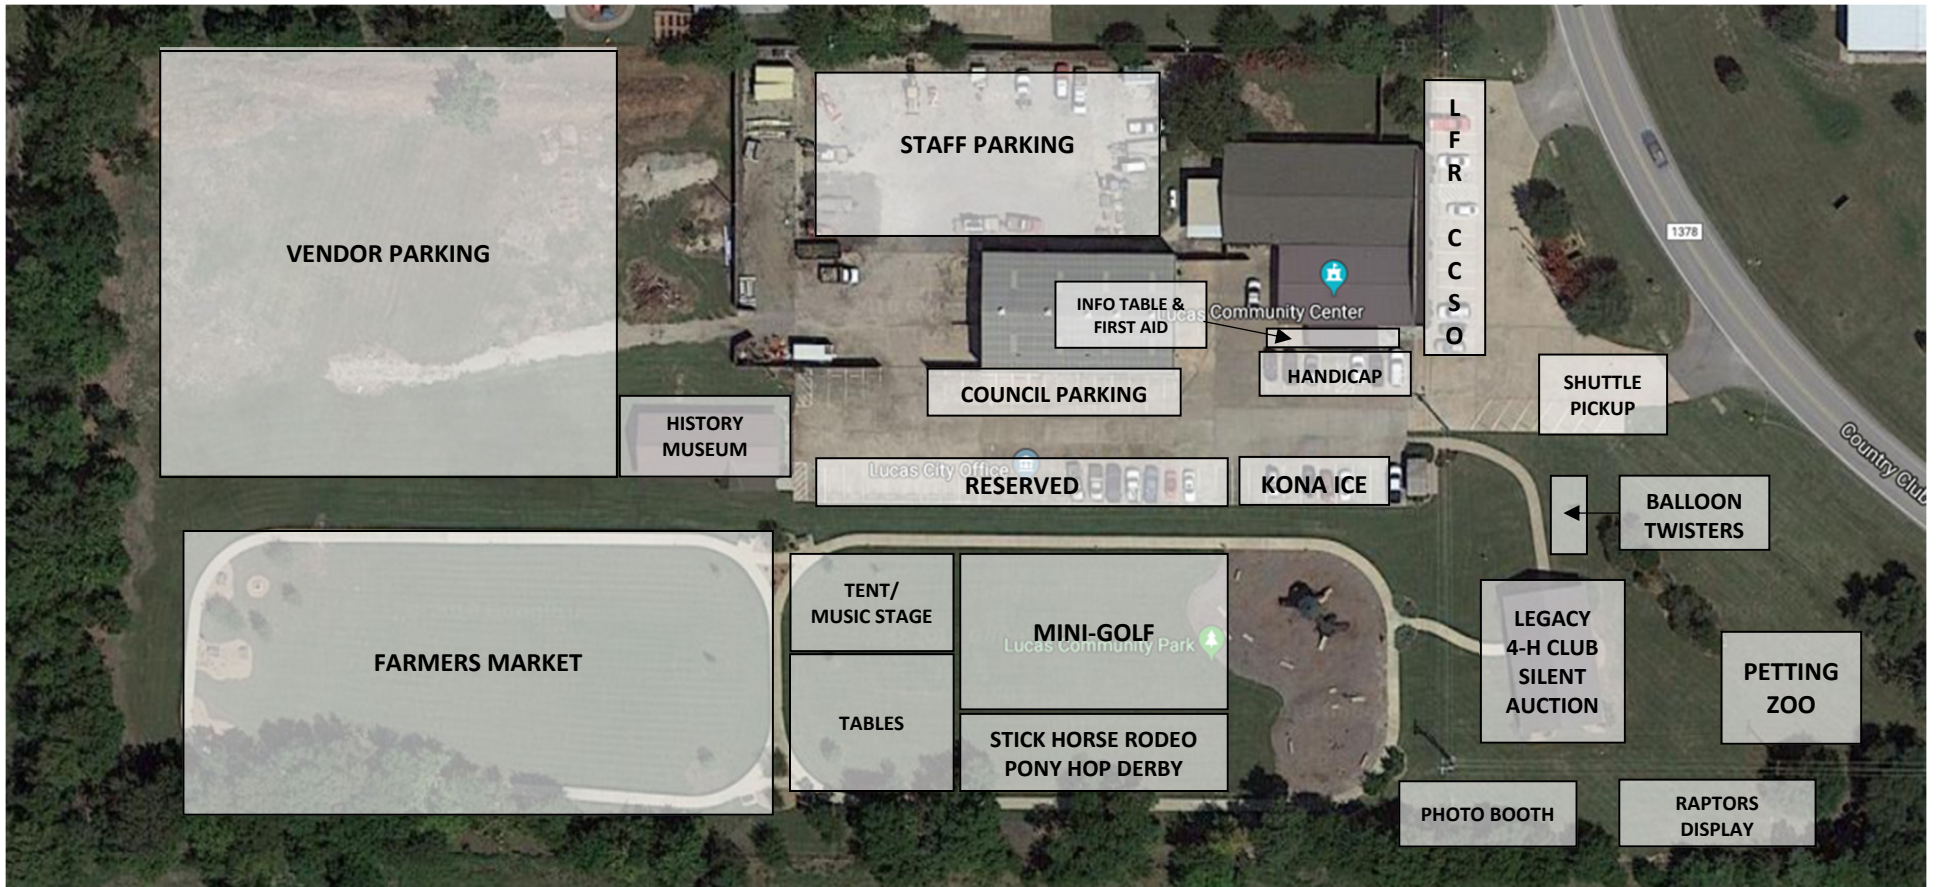 VENDOR PARKING
STAFF PARKING
L
F
R
C
C
S
O
1378
INFO TABLE &
FIRST AID
Lucas Community Center
HANDICAP
COUNCIL PARKING
SHUTTLE
PICKUP
HISTORY
MUSEUM
Lucas City Office
RESERVED
KONA ICE
Country Club
BALLOON
TWISTERS
FARMERS MARKET
TENT/
MUSIC STAGE
MINI-GOLF
Lucas Community Park
TABLES
STICK HORSE RODEO
PONY HOP DERBY
LEGACY
4-H CLUB
SILENT
AUCTION
PETTING
ZOO
PHOTO BOOTH
RAPTORS
DISPLAY